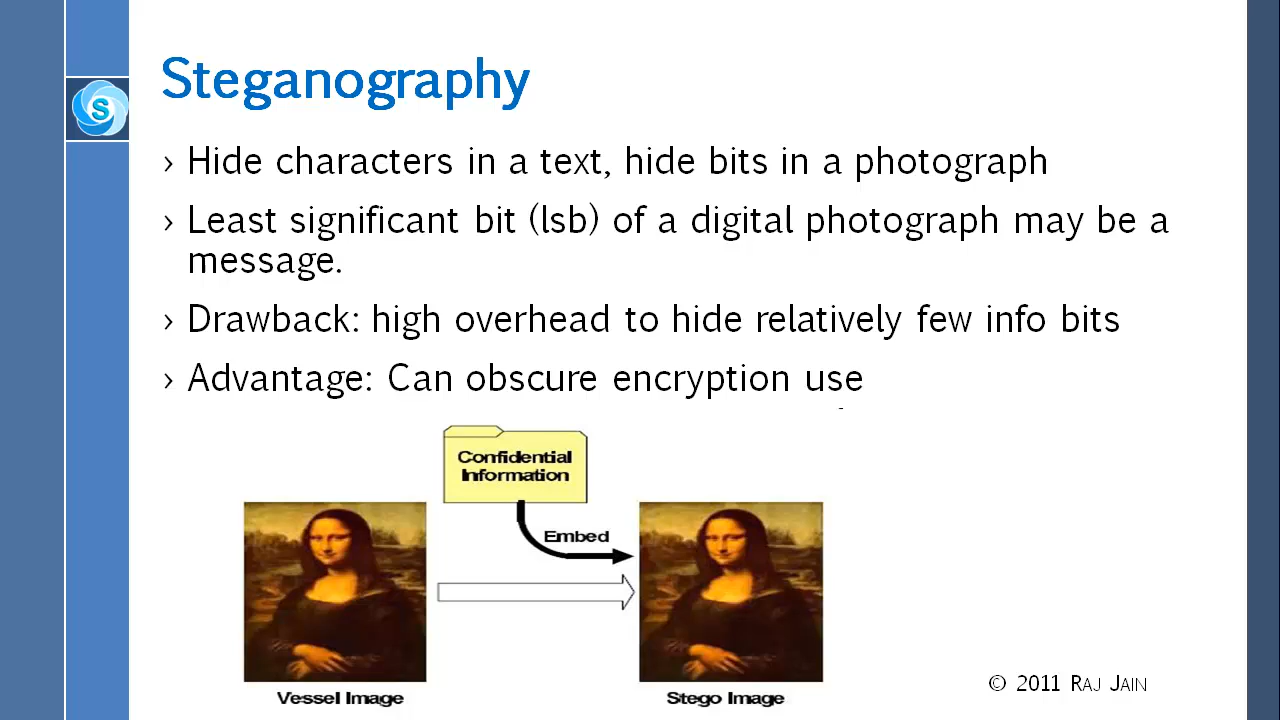 Steganography
S
› Hide characters in a text, hide bits in a photograph
› Least significant bit (lsb) of a digital photograph may be a
message.
› Drawback: high overhead to hide relatively few info bits
› Advantage: Can obscure encryption use
Confidential
Information
Embed
Vessel Image
Stego Image
© 2011 RAJ JAIN